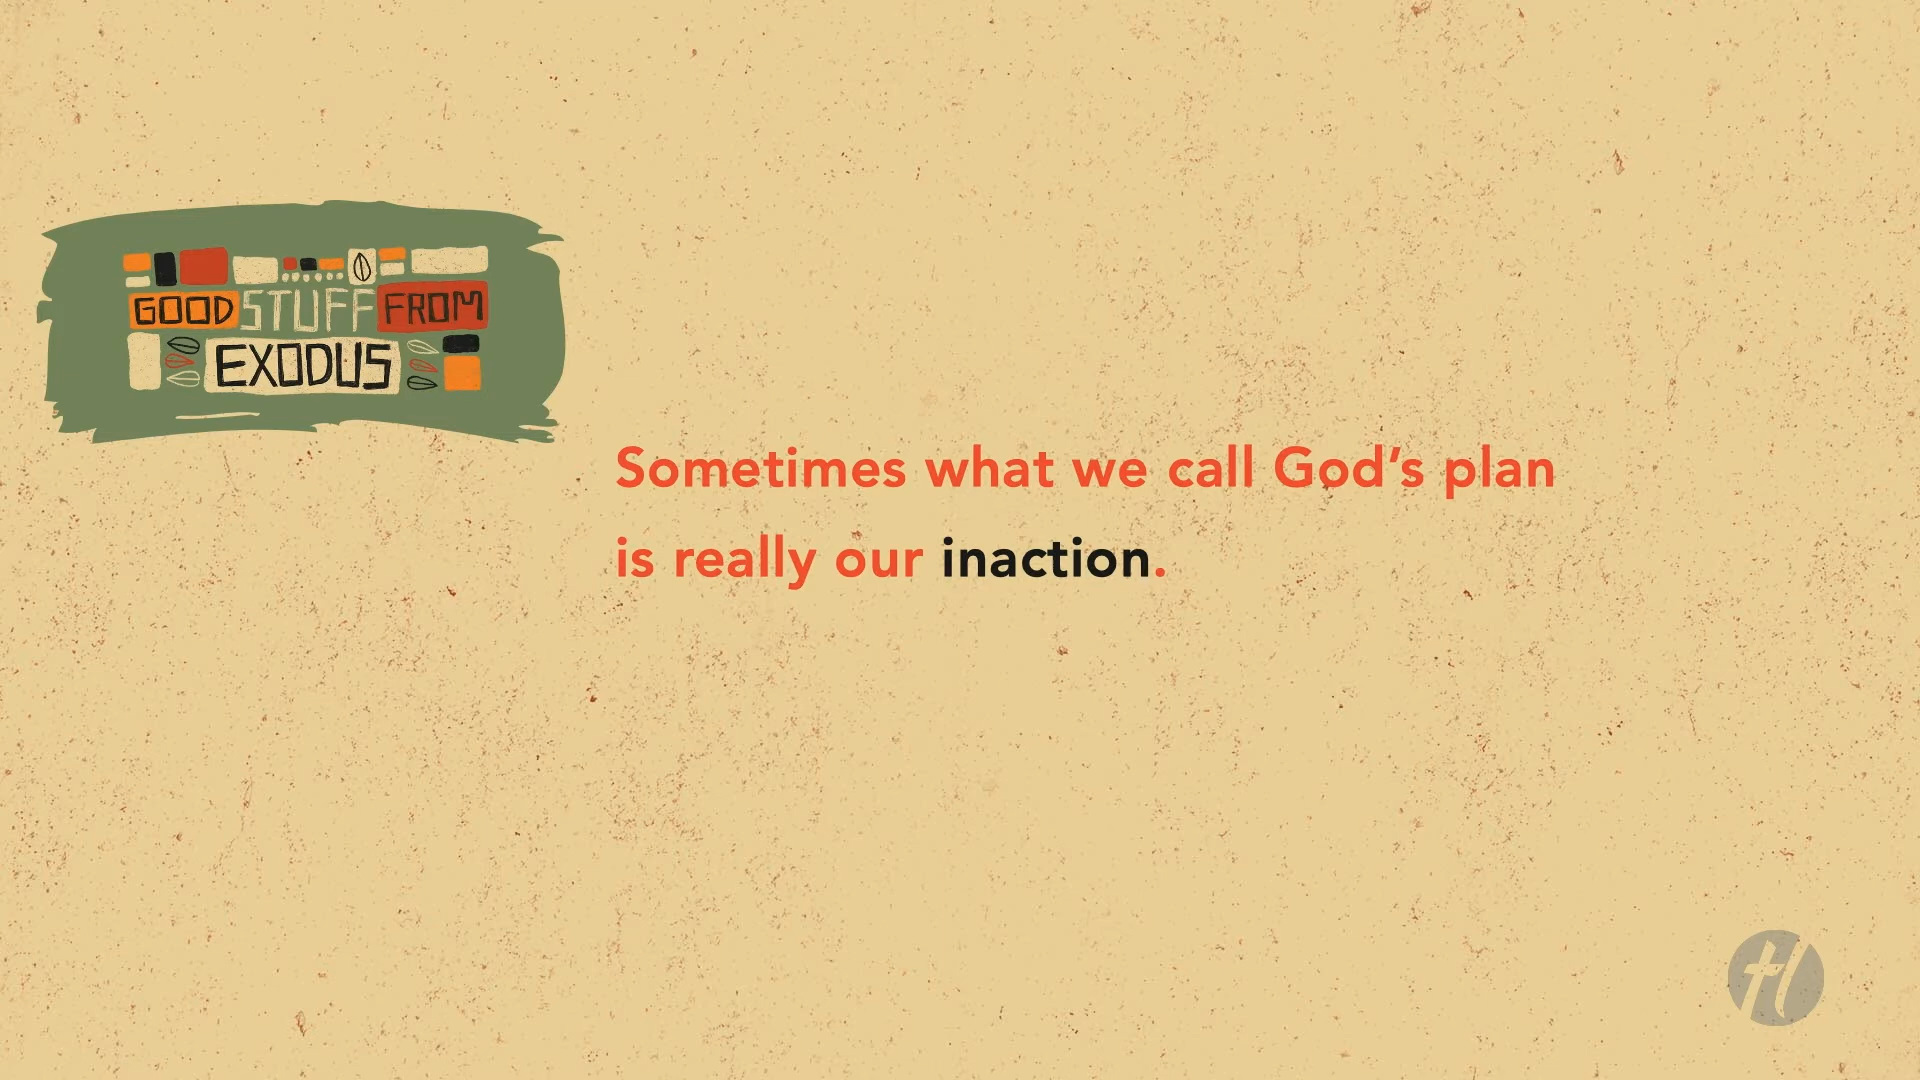 GOOD STUFF FROM
EXODUS
Sometimes what we call God’s plan
is really our inaction.